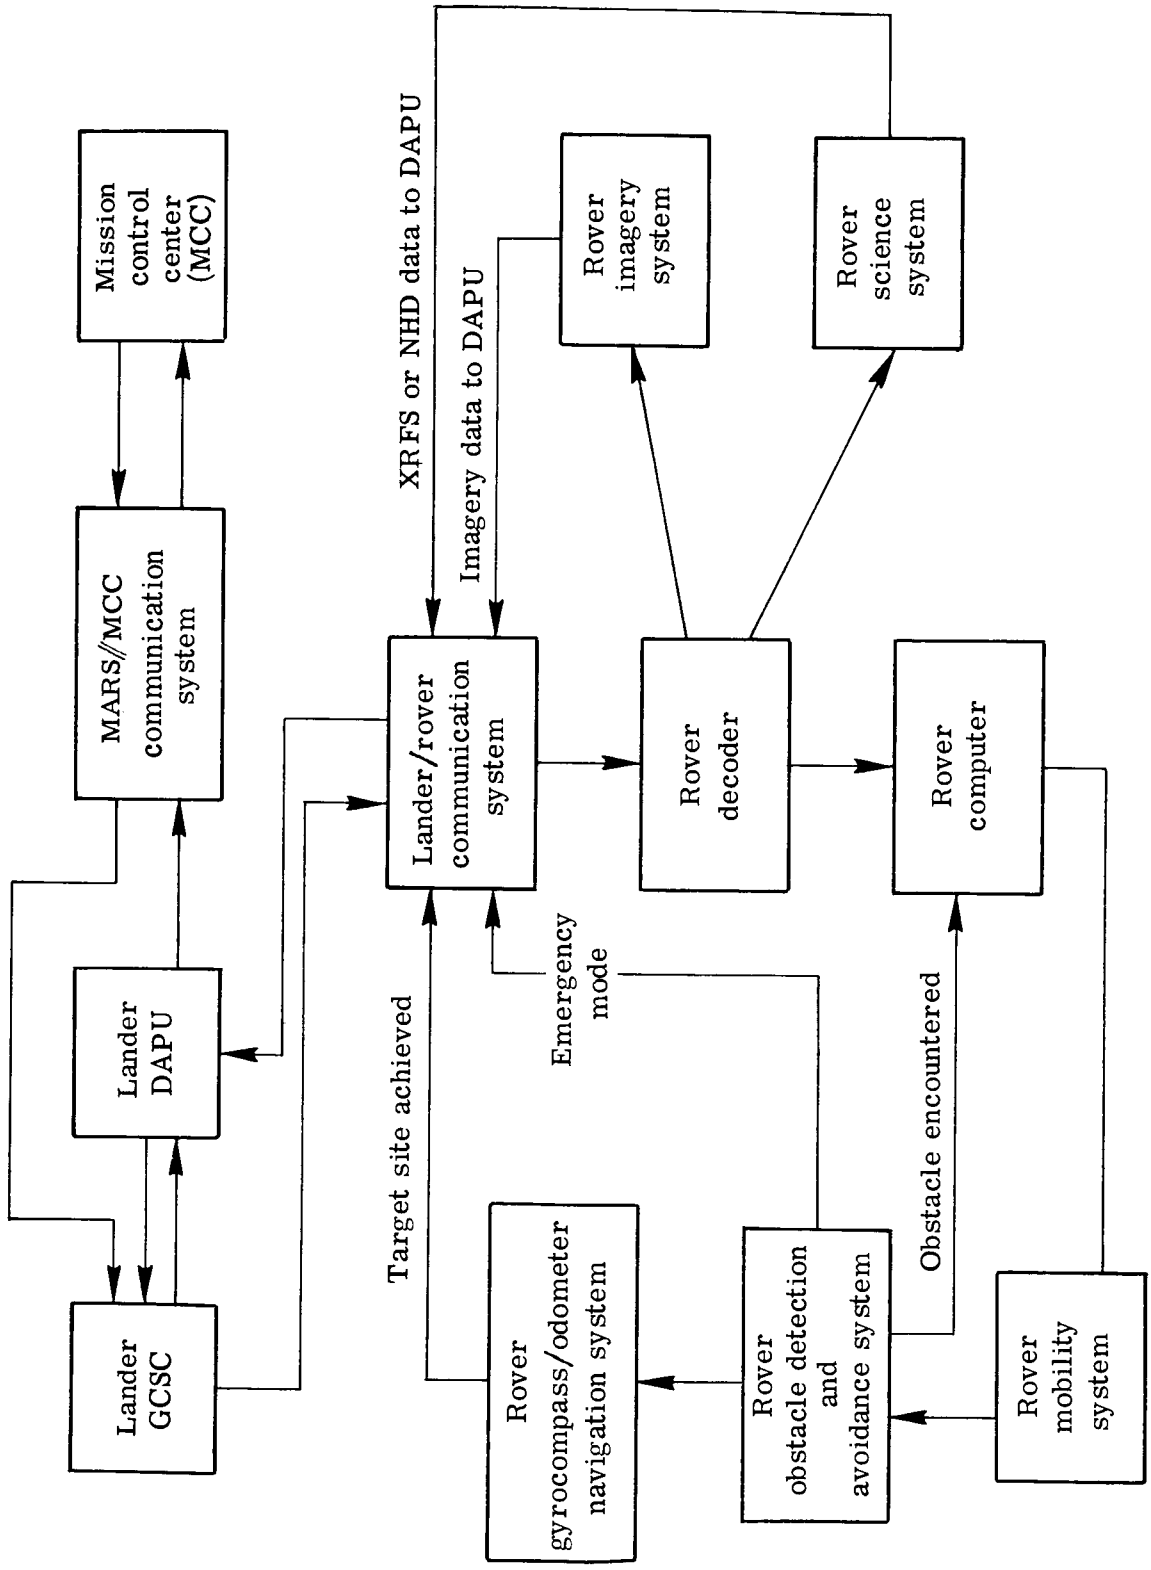 Lander
GCSC
Lander
DAPU
MARS//MCC
communication
system
Mission
control
center
(MCC)
Target site achieved
Emergency
mode
Lander/rover
communication
system
XRFS or NHD data to DAPU
Imagery data to DAPU
Rover
gyrocompass/odometer
navigation system
Rover
decoder
Rover
imagery
system
Rover
obstacle detection
and
avoidance system
Obstacle encountered
Rover
computer
Rover
science
system
Rover
mobility
system